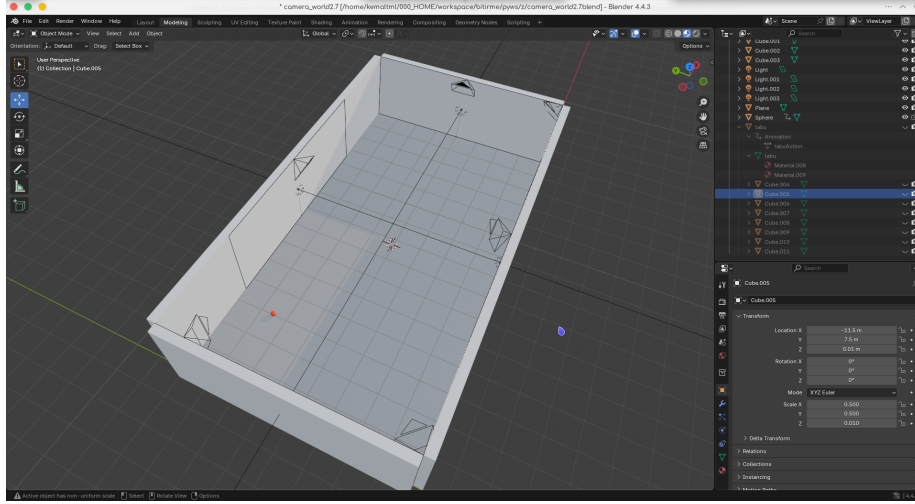 * camera_world2.7 [/home/kemaltml/000_HOME/workspace/bitirme/pyws/z/camera_world2.7blend] - Blender 4.4.3
File Edit Render Window Help Layout Modeling Sculpting UV Editing Texture Paint Shading Animation Rendering Compositing Geometry Nodes Scripting + Scene ViewLayer
Object Mode View Select Add Object Global Search
Orientation: Default Drag: Select Box Options
User Perspective
(1) Collection | Cube.005
Cube.001
Cube.002
Cube.003
Light
Light.001
Light.002
Light.003
Plane
Sphere
tabu
Animation
tabuAction
tabu
Material.008
Material.009
Cube.004
Cube.005
Cube.006
Cube.007
Cube.008
Cube.009
Cube.010
Cube.011
X
Y
Z
Search
Cube.005
Cube.005
Transform
Location X -11.5 m
Y 7.5 m
Z 0.01 m
Rotation X 0°
Y 0°
Z 0°
Mode XYZ Euler
Scale X 0.500
Y 0.500
Z 0.010
Delta Transform
Relations
Collections
Instancing
Motion Paths
Active object has non-uniform scale Select Rotate View Options